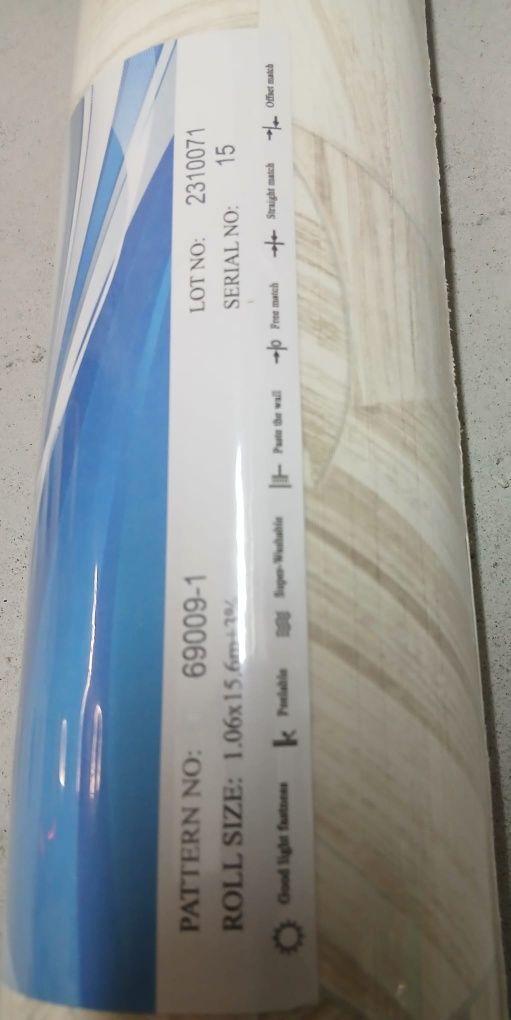 PATTERN NO: 69009-1 LOT NO: 2310071
ROLL SIZE: 1.06x15.6m±3% SERIAL NO: 15
Good light fastness Peelable Super-Washable Paste the wall Free match Straight match Offset match